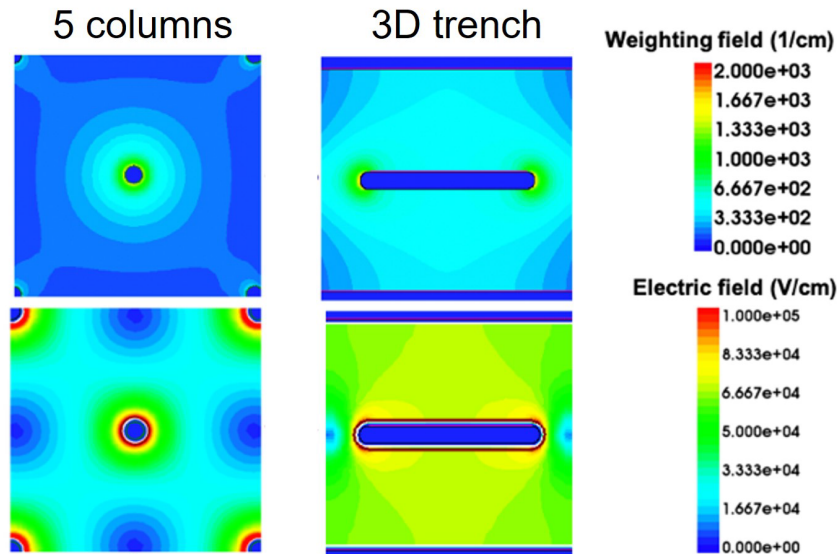 5 columns
3D trench
Weighting field (1/cm)
2.000e+03
1.667e+03
1.333e+03
1.000e+03
6.667e+02
3.333e+02
0.000e+00
Electric field (V/cm)
1.000e+05
8.333e+04
6.667e+04
5.000e+04
3.333e+04
1.667e+04
0.000e+00